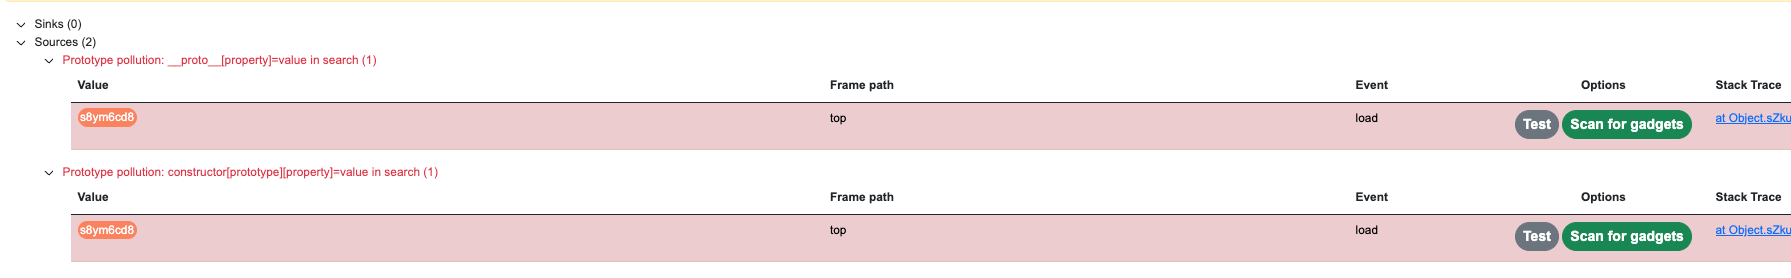 Sinks (0)
Sources (2)
Prototype pollution: __proto__[property]=value in search (1)
Value Frame path Event Options Stack Trace
s8ym6cd8 top load Test Scan for gadgets at Object.sZku
Prototype pollution: constructor[prototype][property]=value in search (1)
Value Frame path Event Options Stack Trace
s8ym6cd8 top load Test Scan for gadgets at Object.sZku